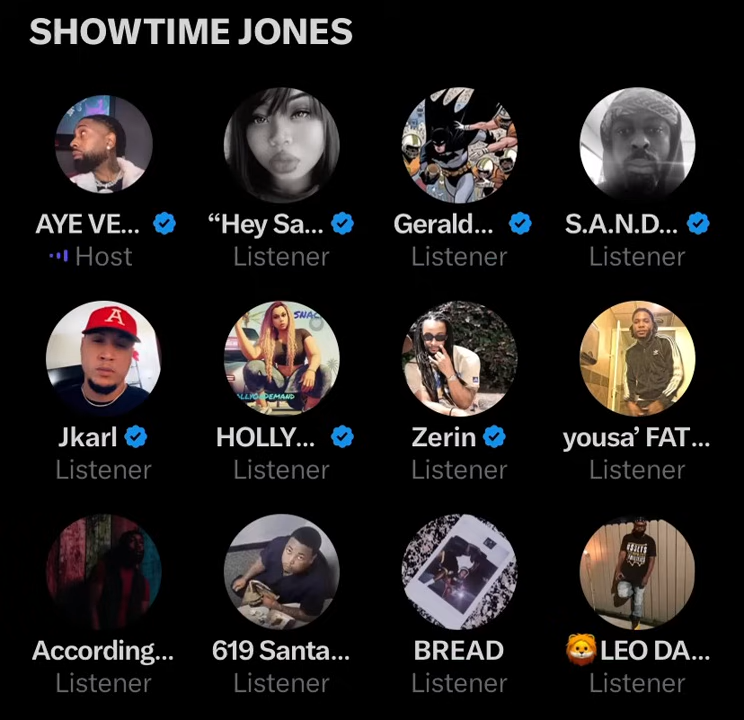 SHOWTIME JONES
AYE VE... “Hey Sa... Gerald... S.A.N.D...
Host Listener Listener Listener
A
SNAC
Jkarl HOLLY... Zerin yousa’ FAT...
Listener Listener Listener Listener
According... 619 Santa... BREAD 🦁LEO DA...
Listener Listener Listener Listener